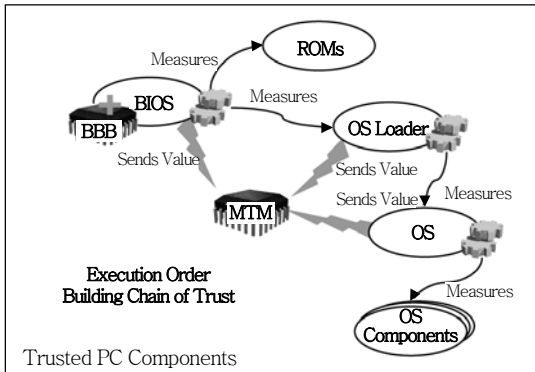 Measures
ROMs
BIOS
Measures
BBB
OS Loader
Sends Value
Sends Value
Sends Value
Measures
MTM
OS
Execution Order
Building Chain of Trust
Measures
OS
Components
Trusted PC Components